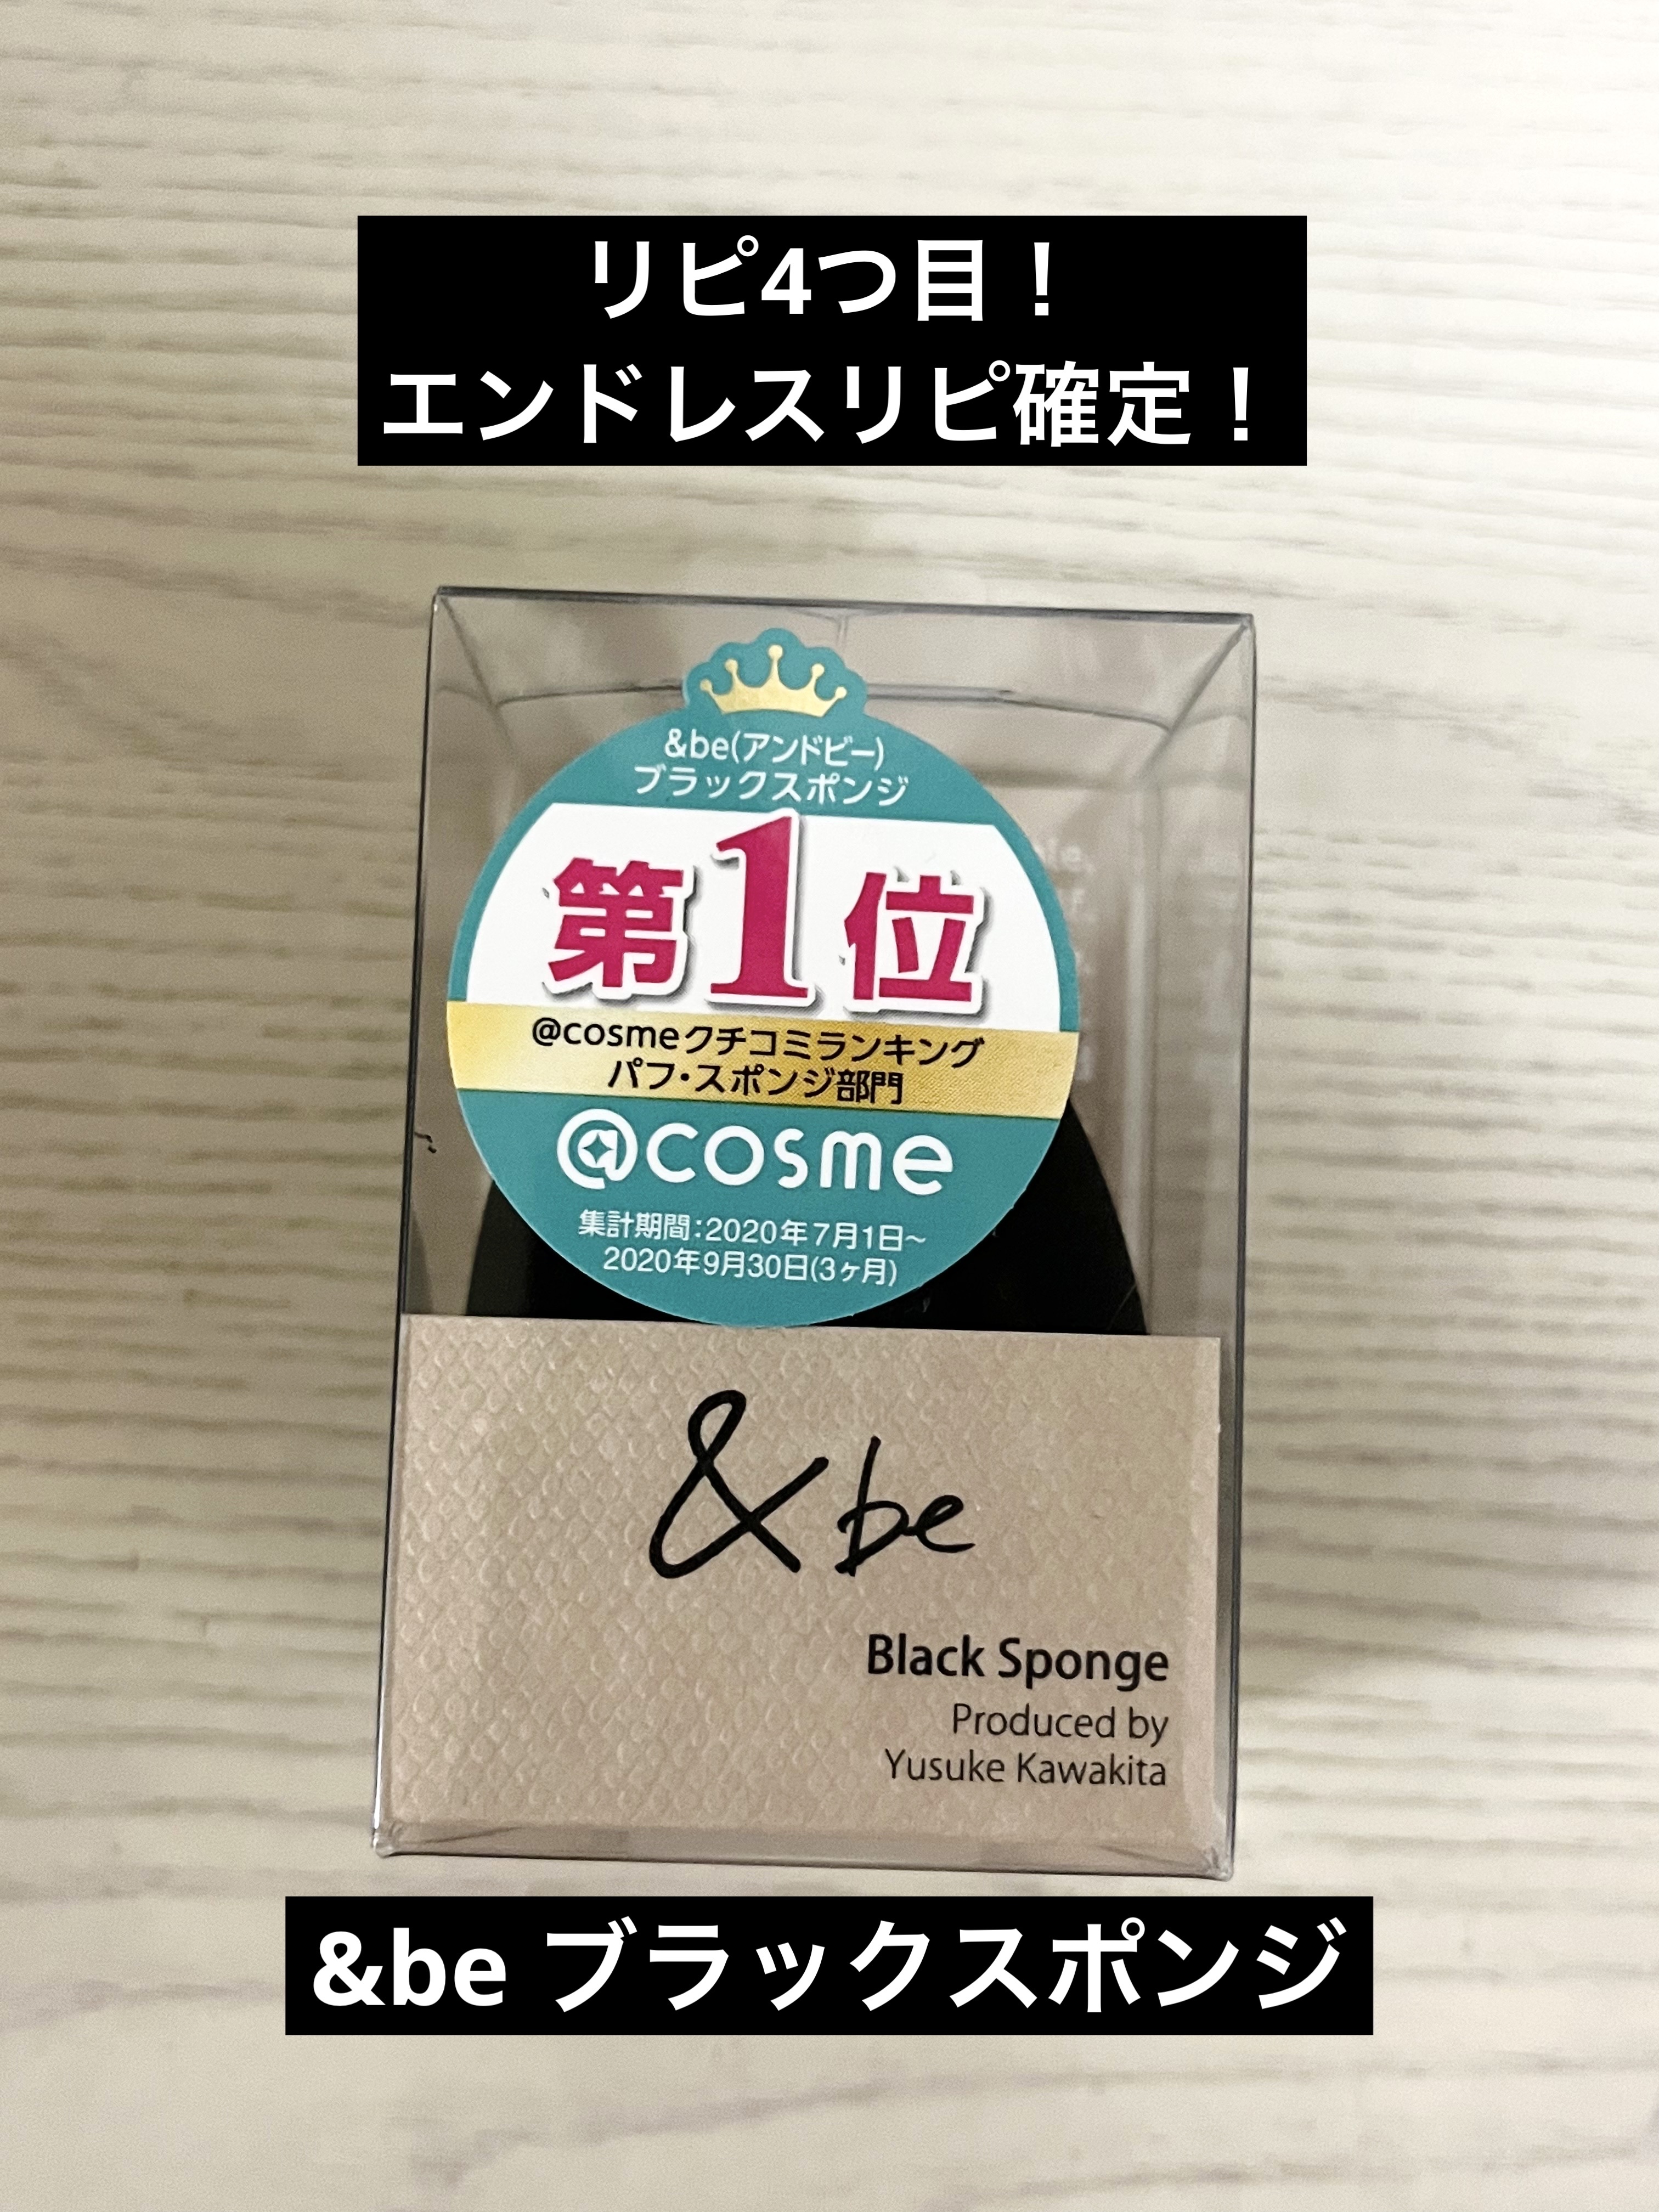 リピ4つ目！
エンドレスリピ確定！
&be(アンドビー)
ブラックスポンジ
第1位
@cosmeクチコミランキング
パフ・スポンジ部門
@cosme
集計期間:2020年7月1日~
2020年9月30日(3ヶ月)
&be
Black Sponge
Produced by
Yusuke Kawakita
&be ブラックスポンジ